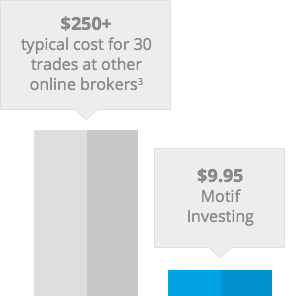 $250+
typical cost for 30
trades at other
online brokers³
$9.95
Motif
Investing